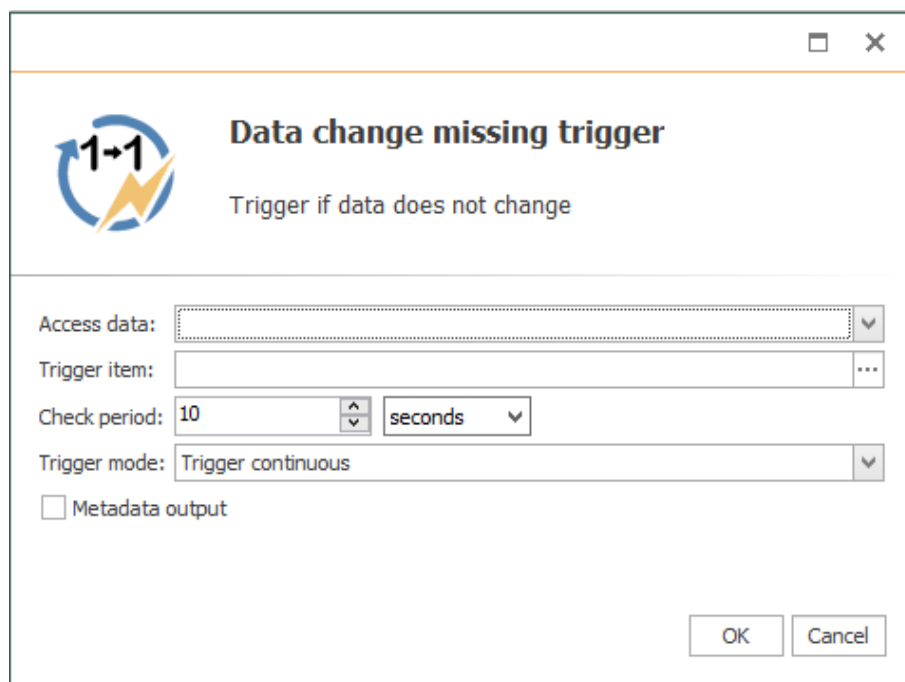 1→1
Data change missing trigger
Trigger if data does not change
Access data:
Trigger item: ...
Check period: 10 seconds
Trigger mode: Trigger continuous
Metadata output
OK Cancel